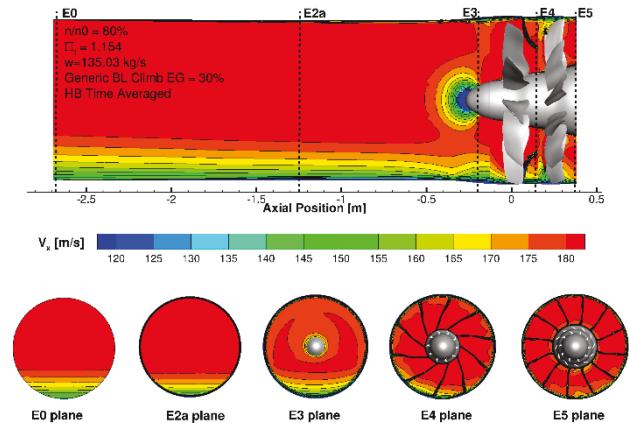 E0 E2a E3 E4 E5
n/n0 = 80%
Π_t = 1.154
w=135.03 kg/s
Generic BL Climb EG = 30%
HB Time Averaged
-2.5 -2 -1.5 -1 -0.5 0 0.5
Axial Position [m]
V_x [m/s]
120 125 130 135 140 145 150 155 160 165 170 175 180
E0 plane E2a plane E3 plane E4 plane E5 plane